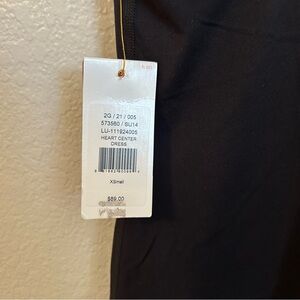 2G / 21 / 005
573560 / SU14
LU-111924005
HEART CENTER
DRESS
XSmall
$89.00